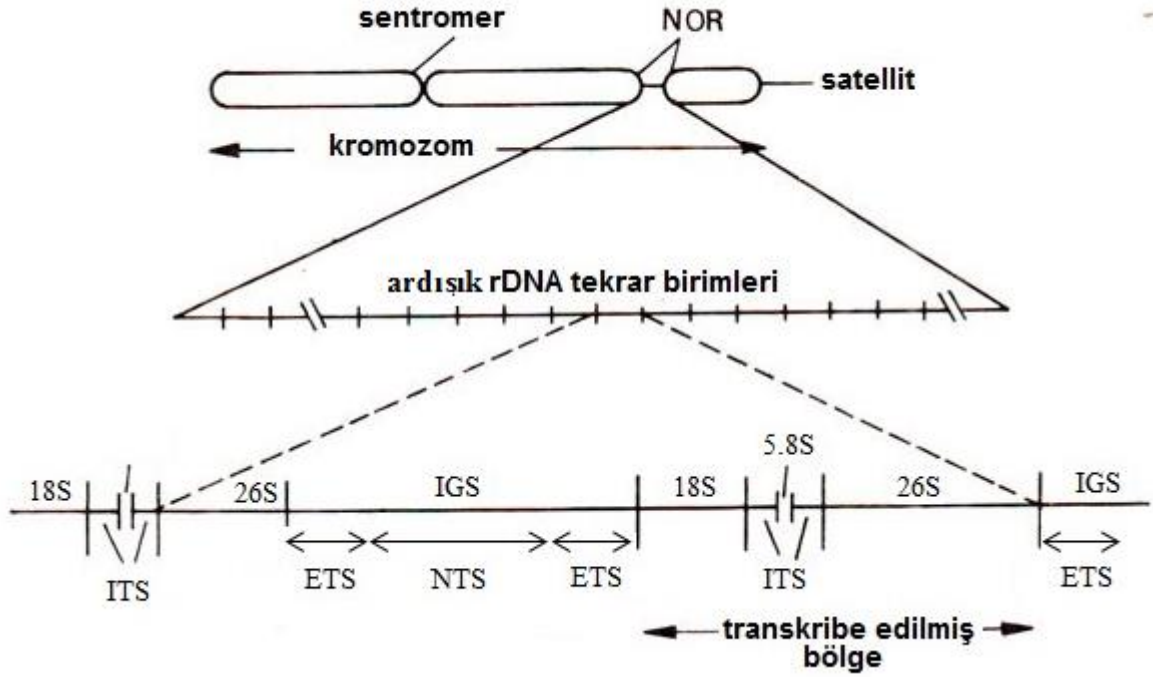 sentromer
NOR
satellit
kromozom
ardışık rDNA tekrar birimleri
5.8S
18S
26S
IGS
18S
26S
IGS
ITS
ETS
NTS
ETS
ITS
ETS
transkribe edilmiş
bölge